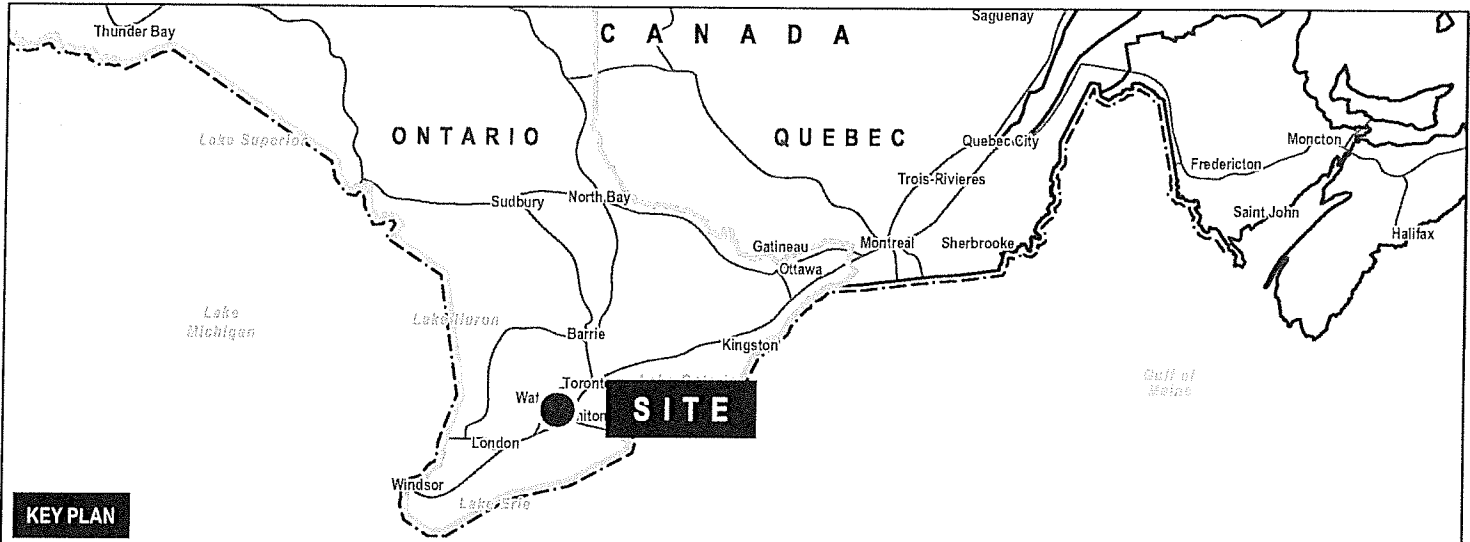 Saguenay
Thunder Bay
CANADA
Lake Superior
ONTARIO
QUEBEC
Quebec City
Moncton
Fredericton
Trois-Rivieres
Sudbury
North Bay
Saint John
Halifax
Gatineau
Montreal
Sherbrooke
Ottawa
Lake
Michigan
Lake Huron
Barrie
Kingston
Gulf of
Maine
Toronto
SITE
London
Windsor
Lake Erie
KEY PLAN